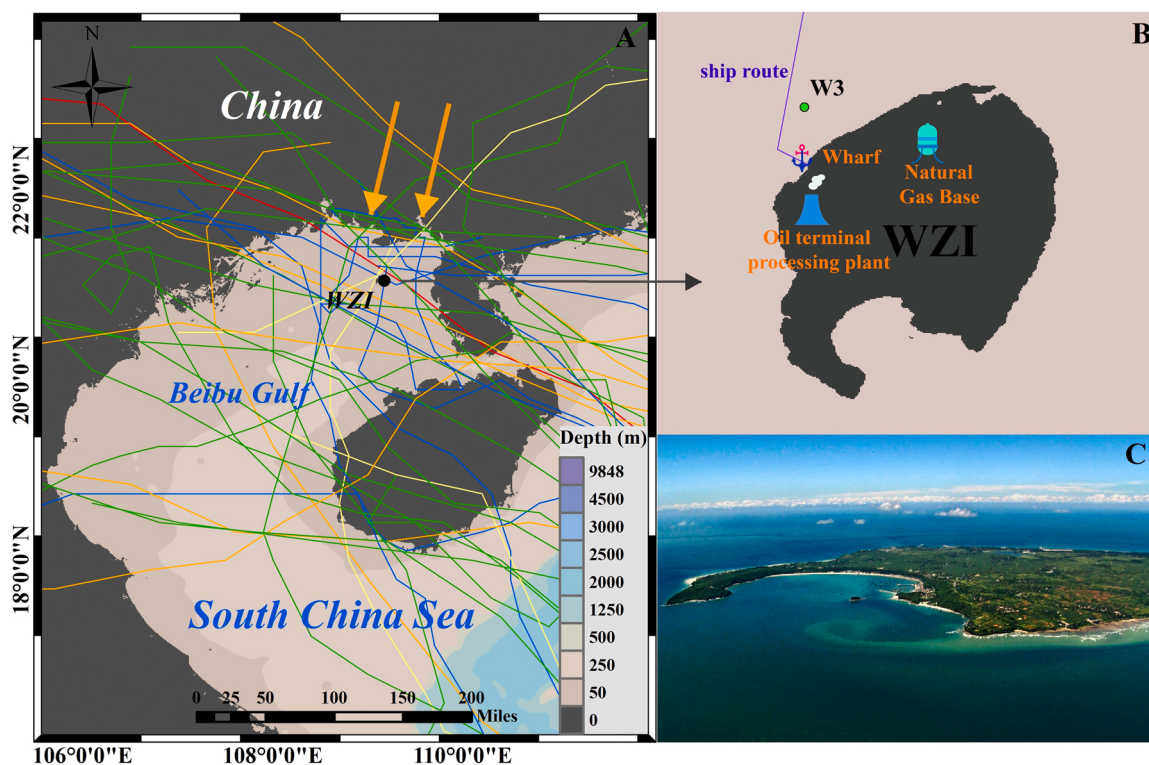 A
N
China
WZI
Beibu Gulf
South China Sea
Depth (m)
9848
4500
3000
2500
2000
1250
500
250
50
0
0 25 50 100 150 200
Miles
22°0'0"N
20°0'0"N
18°0'0"N
106°0'0"E 108°0'0"E 110°0'0"E
B
ship route
W3
Wharf
Natural
Gas Base
WZI
Oil terminal
processing plant
C